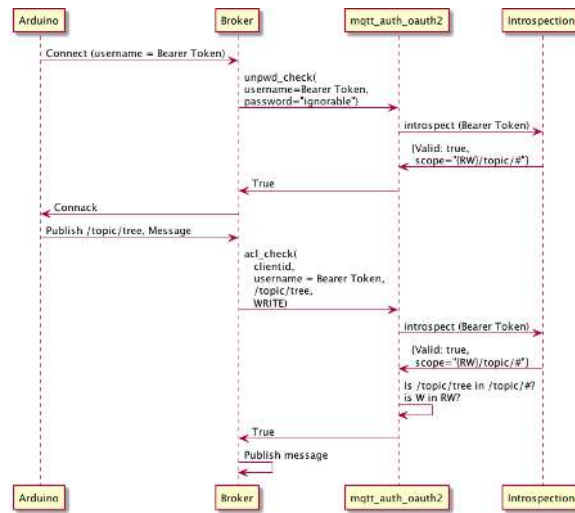 Arduino
Broker
mqtt_auth_oauth2
Introspection
Connect (username = Bearer Token)
unpwd_check(
username=Bearer Token,
password="ignorable")
introspect (Bearer Token)
{Valid: true,
scope="{RW}/topic/#"}
True
Connack
Publish /topic/tree, Message
acl_check(
clientid,
username = Bearer Token,
/topic/tree,
WRITE)
introspect (Bearer Token)
{Valid: true,
scope="{RW}/topic/#"}
Is /topic/tree in /topic/#?
is W in RW?
True
Publish message
Arduino
Broker
mqtt_auth_oauth2
Introspection